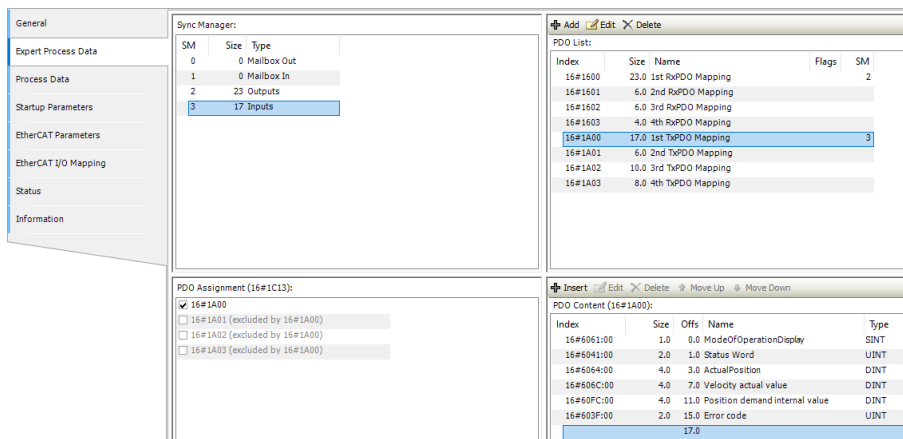 General
Expert Process Data
Process Data
Startup Parameters
EtherCAT Parameters
EtherCAT I/O Mapping
Status
Information
Sync Manager:
SM Size Type
0 0 Mailbox Out
1 0 Mailbox In
2 23 Outputs
3 17 Inputs
Add Edit Delete
PDO List:
Index Size Name Flags SM
16#1600 23.0 1st RxPDO Mapping 2
16#1601 6.0 2nd RxPDO Mapping
16#1602 6.0 3rd RxPDO Mapping
16#1603 4.0 4th RxPDO Mapping
16#1A00 17.0 1st TxPDO Mapping 3
16#1A01 6.0 2nd TxPDO Mapping
16#1A02 10.0 3rd TxPDO Mapping
16#1A03 8.0 4th TxPDO Mapping
PDO Assignment (16#1C13):
16#1A00
16#1A01 (excluded by 16#1A00)
16#1A02 (excluded by 16#1A00)
16#1A03 (excluded by 16#1A00)
Insert Edit Delete Move Up Move Down
PDO Content (16#1A00):
Index Size Offs Name Type
16#6061:00 1.0 0.0 ModeOfOperationDisplay SINT
16#6041:00 2.0 1.0 Status Word UINT
16#6064:00 4.0 3.0 ActualPosition DINT
16#606C:00 4.0 7.0 Velocity actual value DINT
16#60FC:00 4.0 11.0 Position demand internal value DINT
16#603F:00 2.0 15.0 Error code UINT
17.0